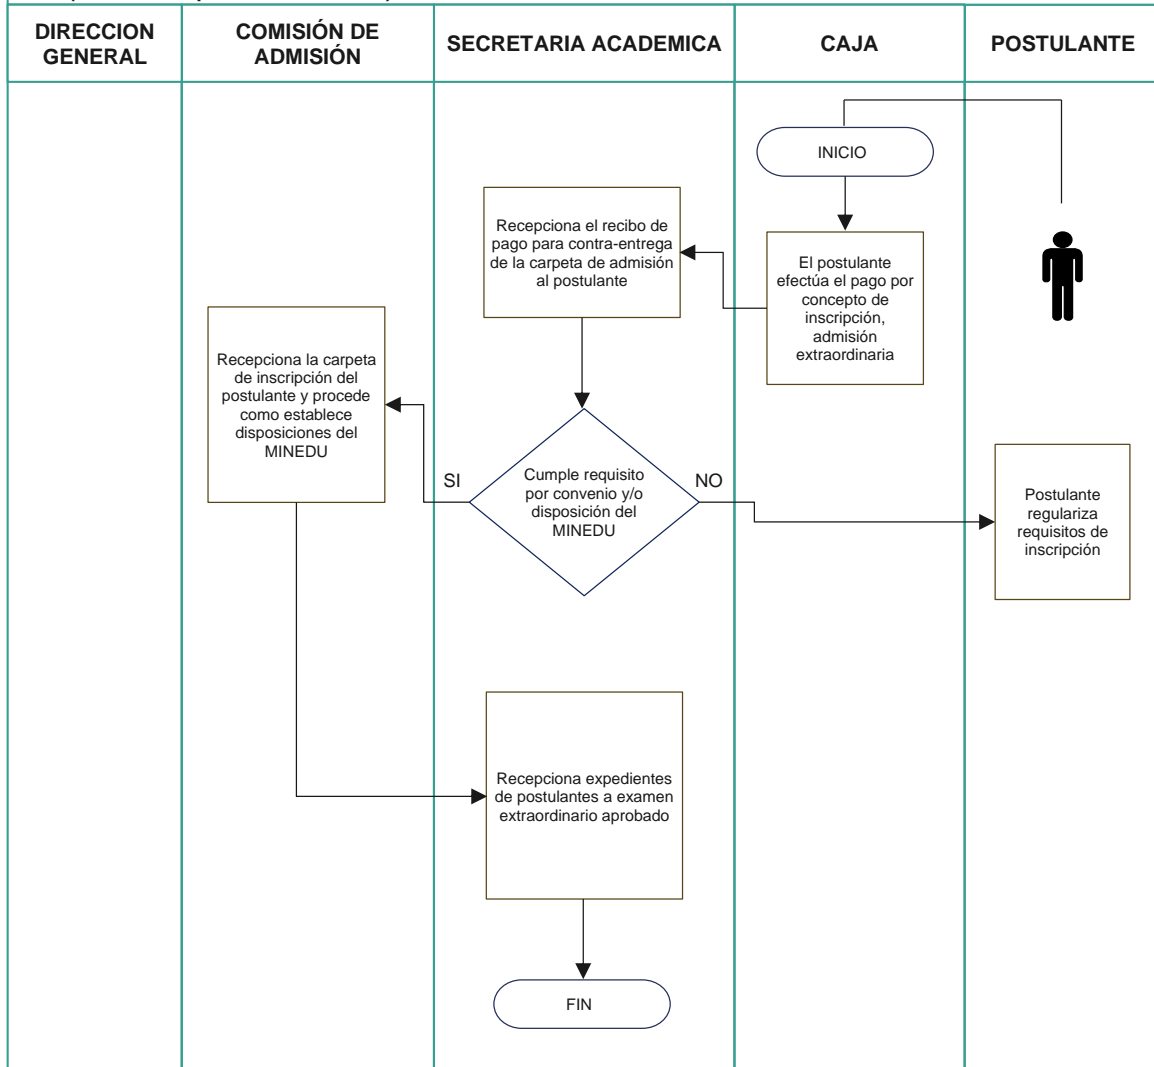 DIRECCION
GENERAL
COMISIÓN DE
ADMISIÓN
SECRETARIA ACADEMICA
CAJA
POSTULANTE
INICIO
Recepciona el recibo de
pago para contra-entrega
de la carpeta de admisión
al postulante
El postulante
efectúa el pago por
concepto de
inscripción,
admisión
extraordinaria
Recepciona la carpeta
de inscripción del
postulante y procede
como establece
disposiciones del
MINEDU
SI
Cumple requisito
por convenio y/o
disposición del
MINEDU
NO
Postulante
regulariza
requisitos de
inscripción
Recepciona expedientes
de postulantes a examen
extraordinario aprobado
FIN